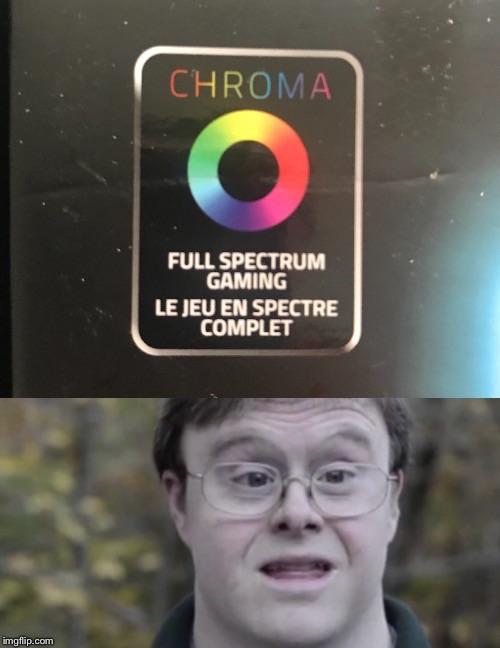 CHROMA
FULL SPECTRUM
GAMING
LE JEU EN SPECTRE
COMPLET
imgflip.com